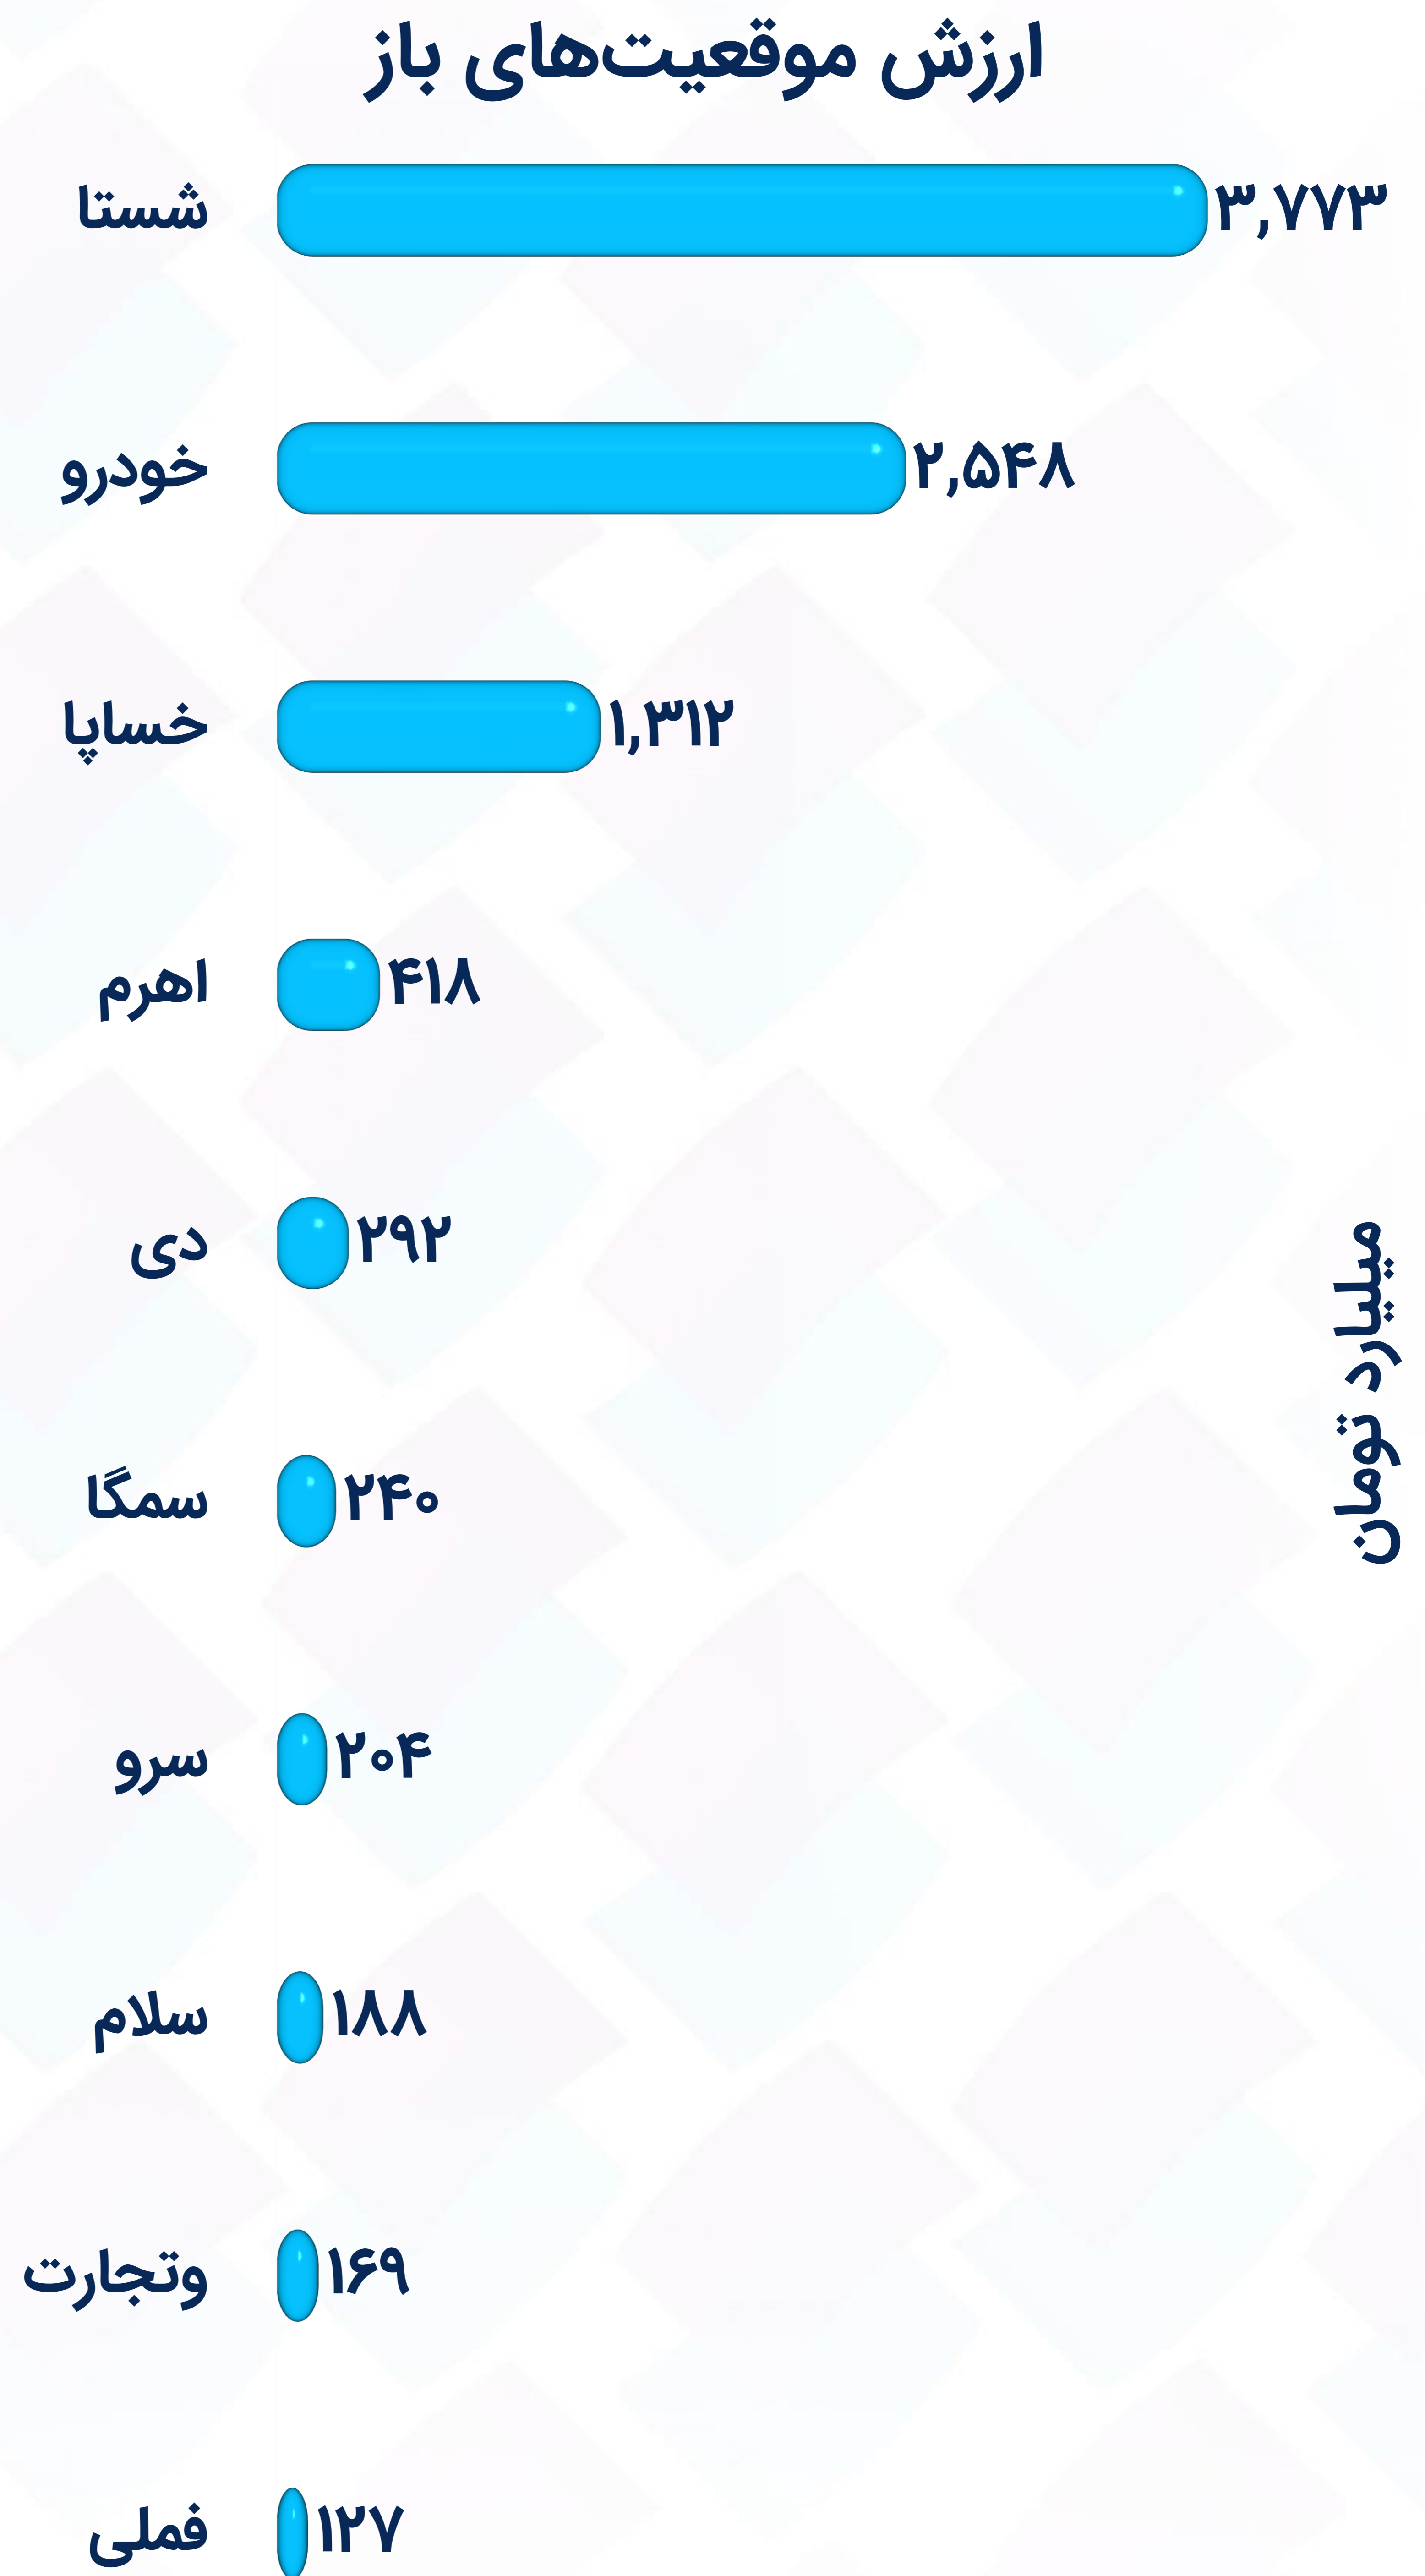 ارزش موقعیت‌های باز
شستا ۳,۷۷۳
خودرو ۲,۵۴۸
خساپا ۱,۳۱۲
اهرم ۴۱۸
دی ۲۹۲
سمگا ۲۴۰
سرو ۲۰۴
سلام ۱۸۸
وتجارت ۱۶۹
فملی ۱۲۷
میلیارد تومان